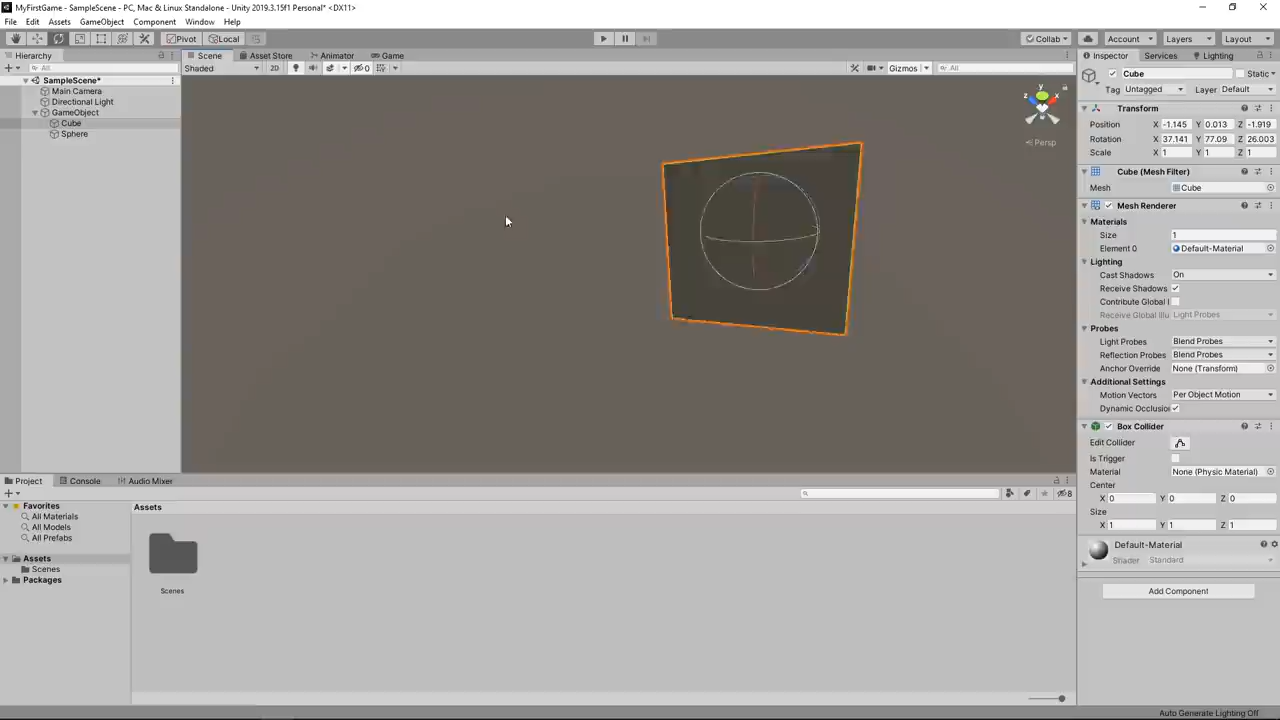 MyFirstGame - SampleScene - PC, Mac & Linux Standalone - Unity 2019.3.15f1 Personal* <DX11>
File Edit Assets GameObject Component Window Help
Pivot Local Collab Account Layers Layout
Hierarchy
All
SampleScene*
Main Camera
Directional Light
GameObject
Cube
Sphere
Scene Asset Store Animator Game
Shaded 2D 0 Gizmos All
y
z x
Persp
Inspector Services Lighting
Cube Static
Tag Untagged Layer Default
Transform
Position X -1.145 Y 0.013 Z -1.919
Rotation X 37.141 Y 77.09 Z 26.003
Scale X 1 Y 1 Z 1
Cube (Mesh Filter)
Mesh Cube
Mesh Renderer
Materials
Size 1
Element 0 Default-Material
Lighting
Cast Shadows On
Receive Shadows
Contribute Global I
Receive Global Illu Light Probes
Probes
Light Probes Blend Probes
Reflection Probes Blend Probes
Anchor Override None (Transform)
Additional Settings
Motion Vectors Per Object Motion
Dynamic Occlusion
Box Collider
Edit Collider
Is Trigger
Material None (Physic Material)
Center
X 0 Y 0 Z 0
Size
X 1 Y 1 Z 1
Default-Material
Shader Standard
Add Component
Project Console Audio Mixer
8
Favorites
All Materials
All Models
All Prefabs
Assets
Scenes
Packages
Assets
Scenes
Auto Generate Lighting Off